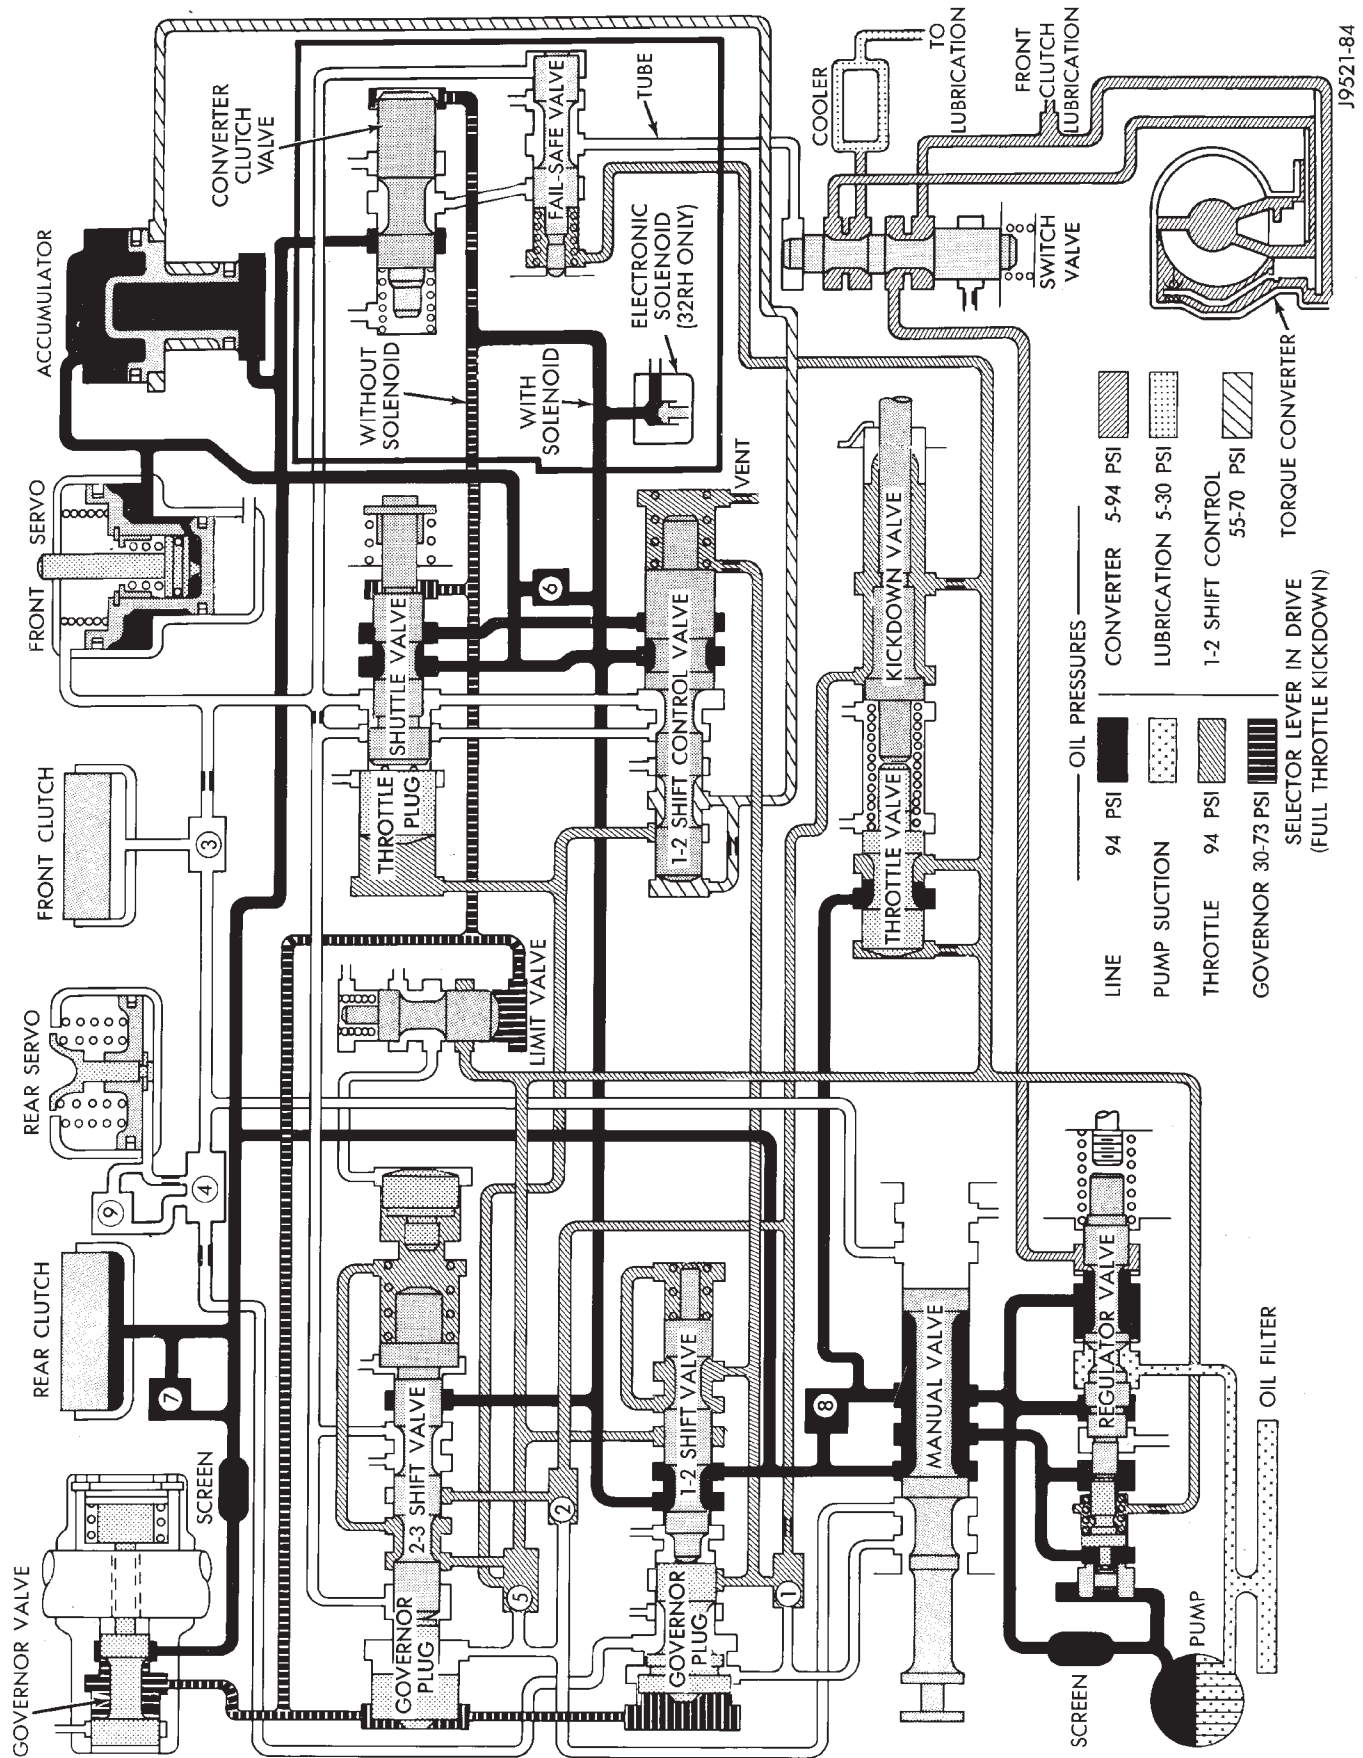 GOVERNOR VALVE
REAR CLUTCH
REAR SERVO
FRONT CLUTCH
FRONT SERVO
ACCUMULATOR
SCREEN
7
9
4
3
CONVERTER
CLUTCH
VALVE
GOVERNOR
PLUG
2-3 SHIFT VALVE
LIMIT VALVE
THROTTLE
PLUG
SHUTTLE VALVE
WITHOUT
SOLENOID
WITH
SOLENOID
FAIL-SAFE VALVE
TUBE
ELECTRONIC
SOLENOID
(32RH ONLY)
5
2
6
GOVERNOR
PLUG
1-2 SHIFT VALVE
1-2 SHIFT CONTROL VALVE
VENT
1
8
COOLER
TO
LUBRICATION
FRONT
CLUTCH
LUBRICATION
SWITCH
VALVE
MANUAL VALVE
THROTTLE VALVE
KICKDOWN VALVE
SCREEN
PUMP
REGULATOR VALVE
OIL FILTER
OIL PRESSURES
LINE 94 PSI
PUMP SUCTION
THROTTLE 94 PSI
GOVERNOR 30-73 PSI
CONVERTER 5-94 PSI
LUBRICATION 5-30 PSI
1-2 SHIFT CONTROL
55-70 PSI
TORQUE CONVERTER
SELECTOR LEVER IN DRIVE
(FULL THROTTLE KICKDOWN)
J9521-84